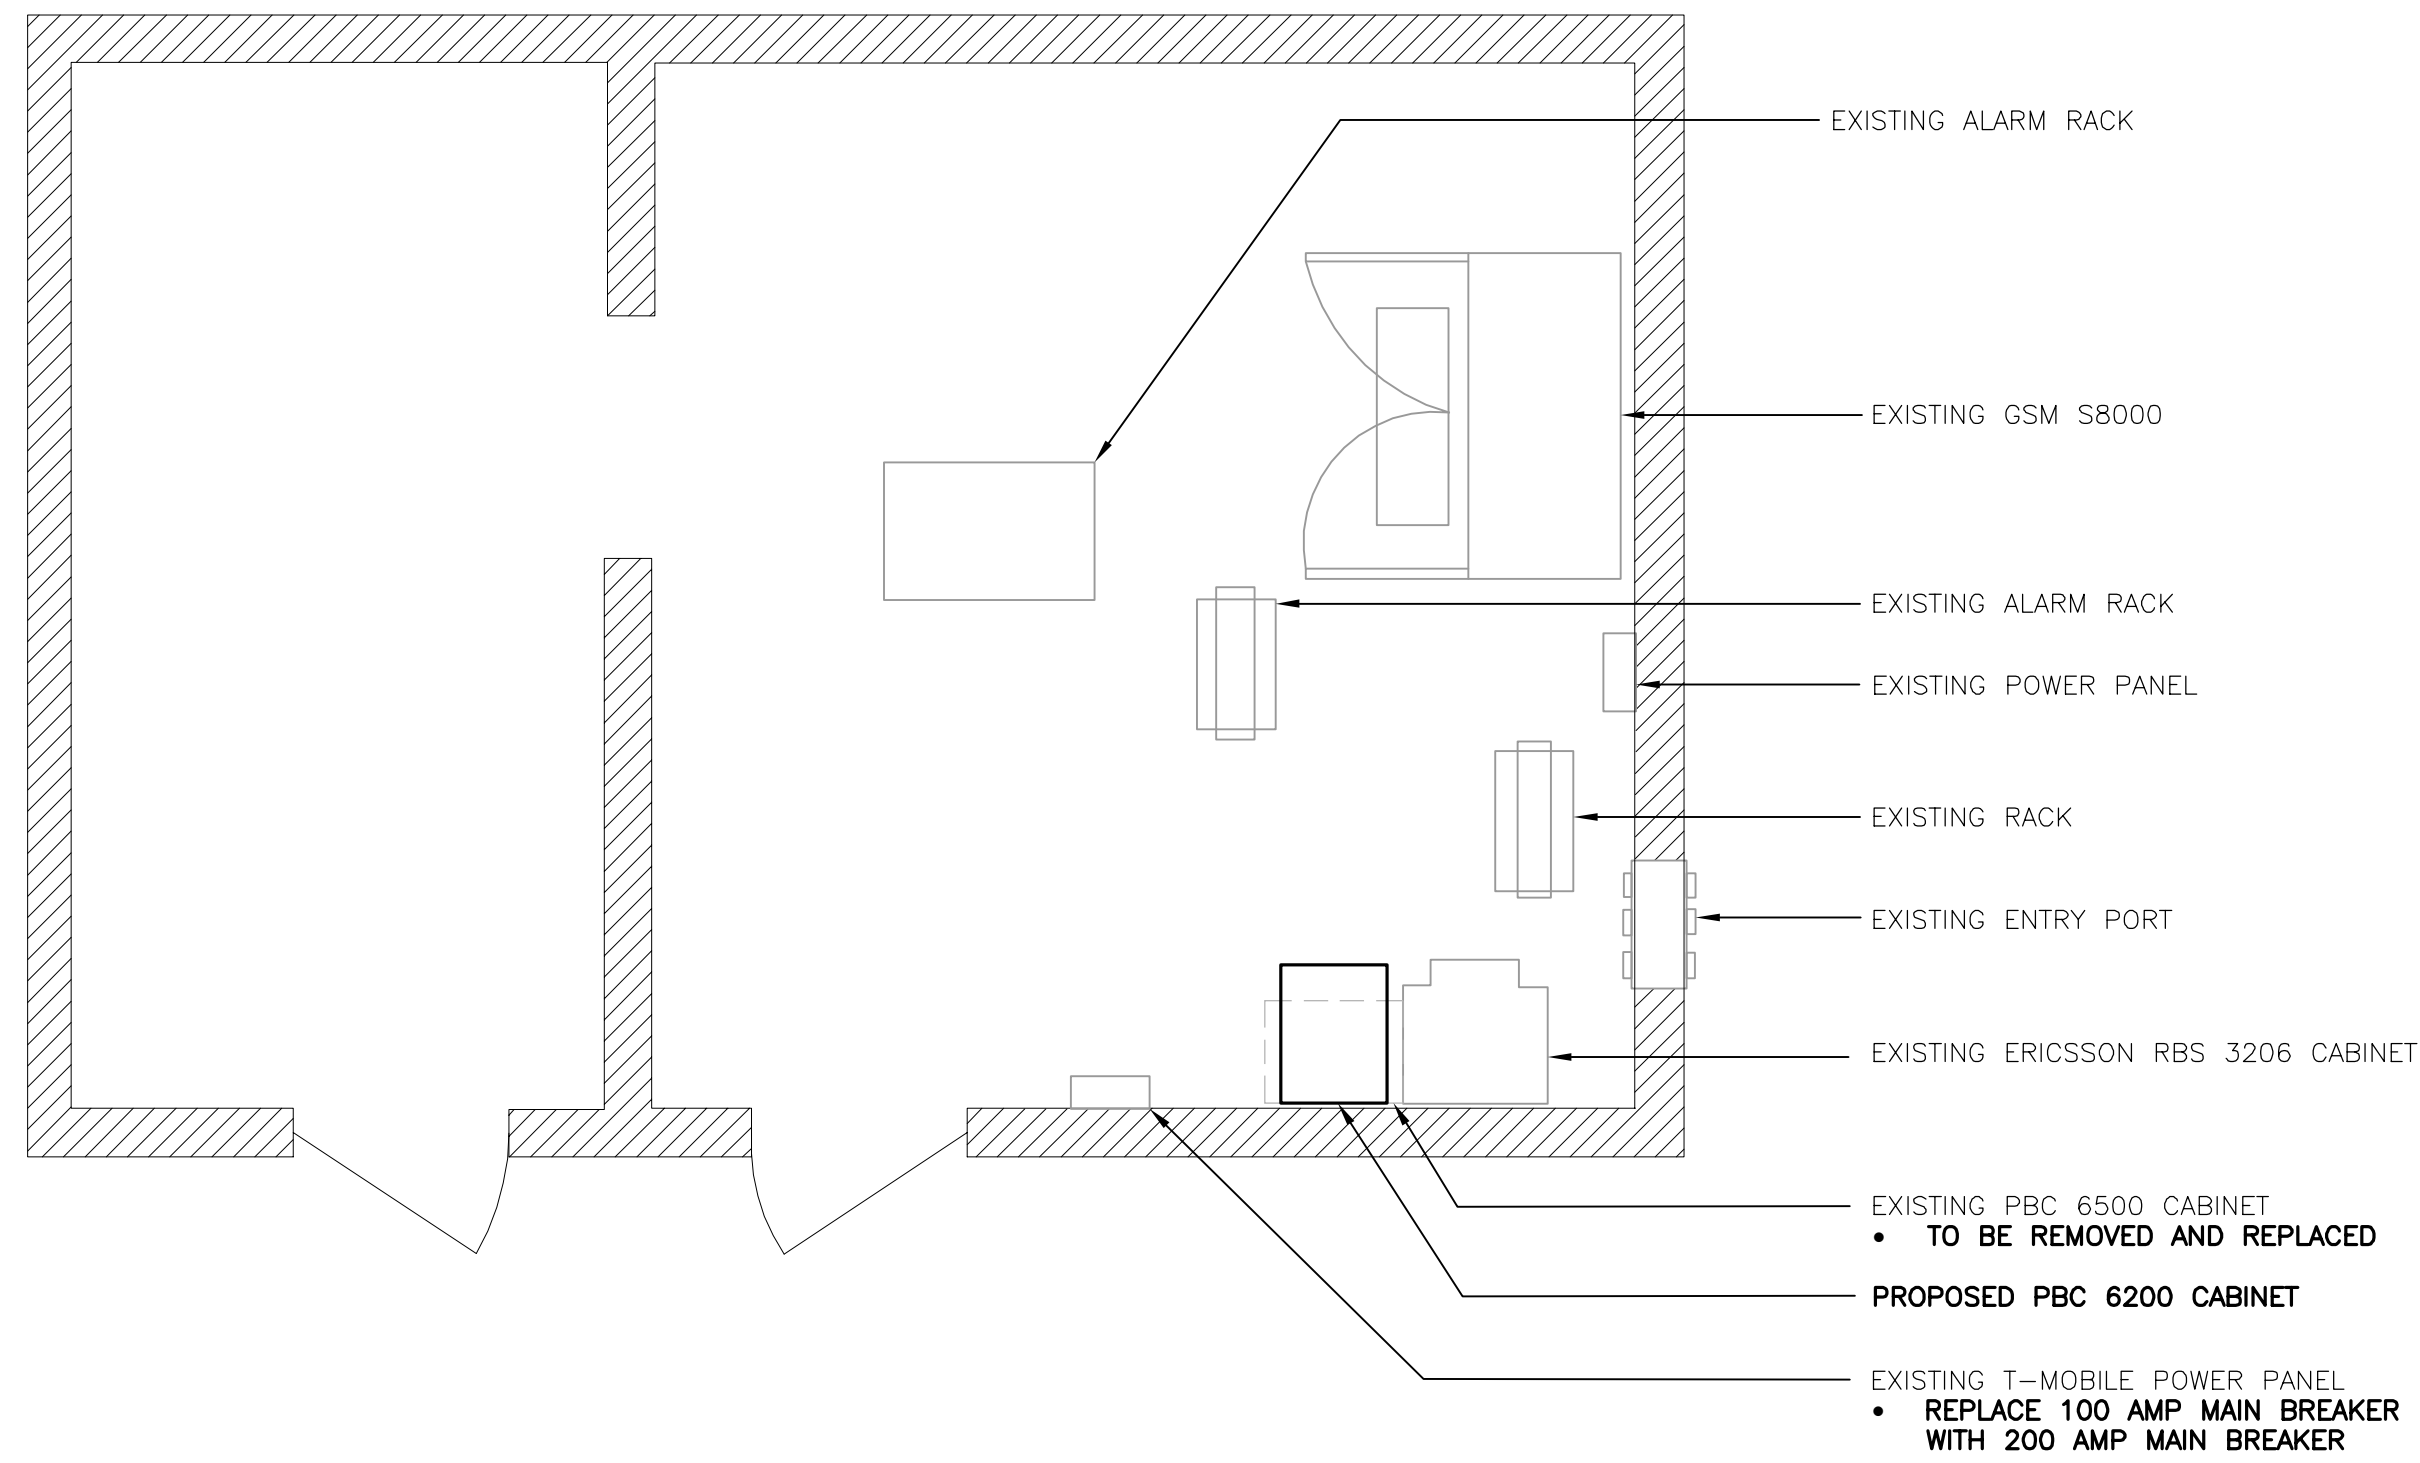 EXISTING ALARM RACK
EXISTING GSM S8000
EXISTING ALARM RACK
EXISTING POWER PANEL
EXISTING RACK
EXISTING ENTRY PORT
EXISTING ERICSSON RBS 3206 CABINET
EXISTING PBC 6500 CABINET
• TO BE REMOVED AND REPLACED
PROPOSED PBC 6200 CABINET
EXISTING T-MOBILE POWER PANEL
• REPLACE 100 AMP MAIN BREAKER
WITH 200 AMP MAIN BREAKER